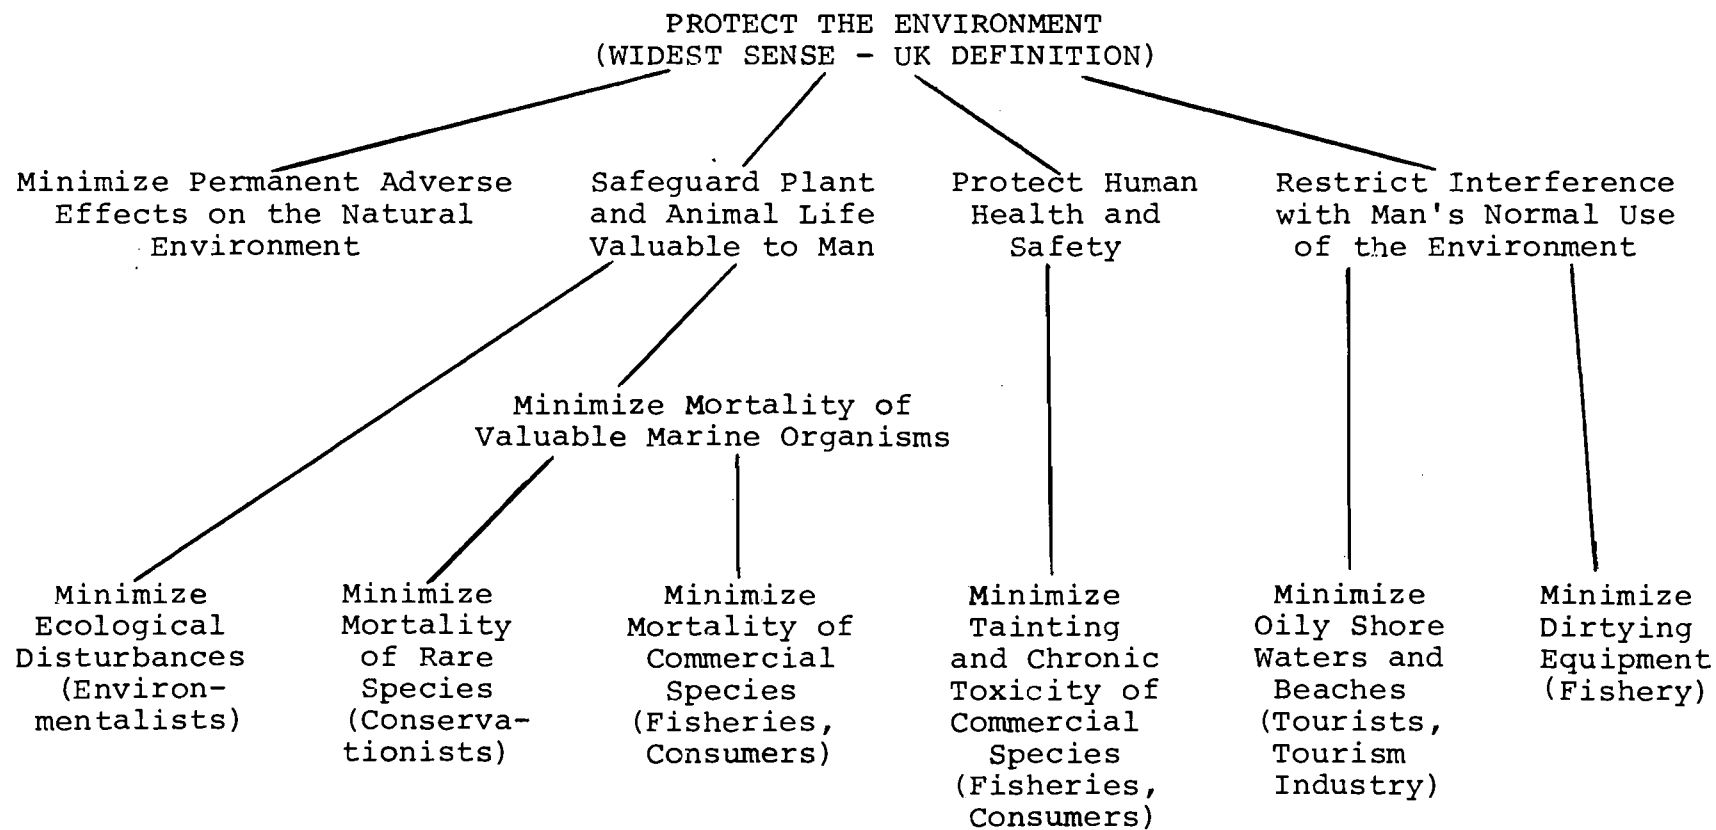 PROTECT THE ENVIRONMENT
(WIDEST SENSE - UK DEFINITION)
Minimize Permanent Adverse
Effects on the Natural
Environment
Safeguard Plant
and Animal Life
Valuable to Man
Protect Human
Health and
Safety
Restrict Interference
with Man's Normal Use
of the Environment
Minimize Mortality of
Valuable Marine Organisms
Minimize
Ecological
Disturbances
(Environ-
mentalists)
Minimize
Mortality
of Rare
Species
(Conserva-
tionists)
Minimize
Mortality of
Commercial
Species
(Fisheries,
Consumers)
Minimize
Tainting
and Chronic
Toxicity of
Commercial
Species
(Fisheries,
Consumers)
Minimize
Oily Shore
Waters and
Beaches
(Tourists,
Tourism
Industry)
Minimize
Dirtying
Equipment
(Fishery)